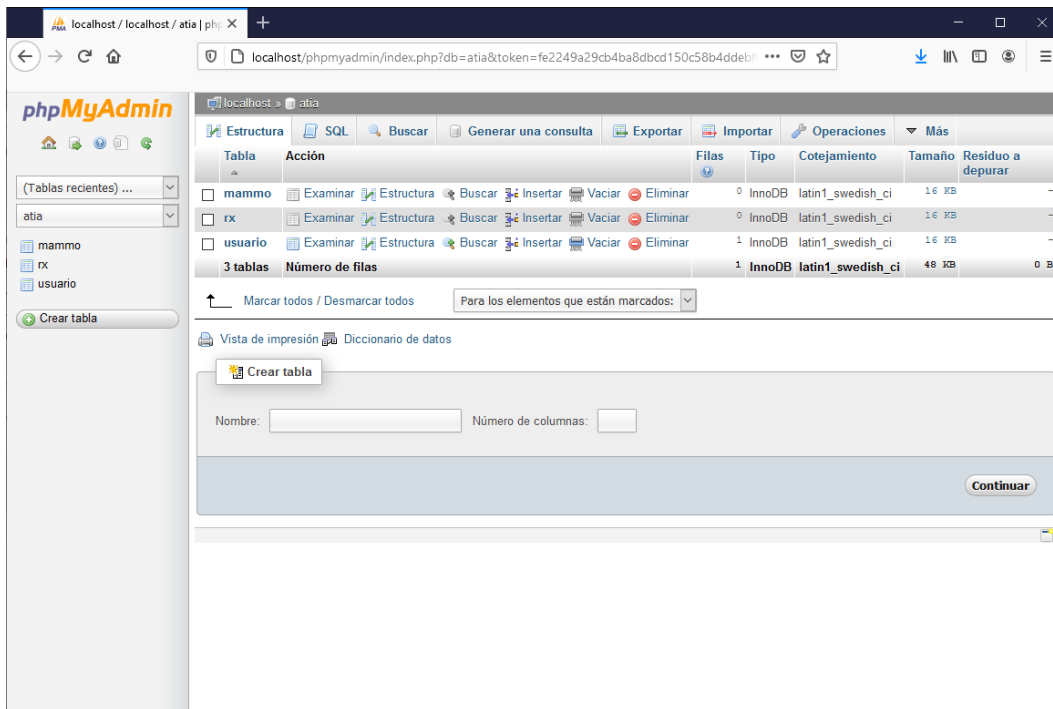 localhost / localhost / atia | ph
localhost/phpmyadmin/index.php?db=atia&token=fe2249a29cb4ba8dbcd150c58b4ddebf
phpMyAdmin
(Tablas recientes) ...
atia
mammo
rx
usuario
Crear tabla
localhost » atia
Estructura SQL Buscar Generar una consulta Exportar Importar Operaciones Más
Tabla Acción Filas Tipo Cotejamiento Tamaño Residuo a depurar
mammo Examinar Estructura Buscar Insertar Vaciar Eliminar 0 InnoDB latin1_swedish_ci 16 KB -
rx Examinar Estructura Buscar Insertar Vaciar Eliminar 0 InnoDB latin1_swedish_ci 16 KB -
usuario Examinar Estructura Buscar Insertar Vaciar Eliminar 1 InnoDB latin1_swedish_ci 16 KB -
3 tablas Número de filas 1 InnoDB latin1_swedish_ci 48 KB 0 B
Marcar todos / Desmarcar todos Para los elementos que están marcados:
Vista de impresión Diccionario de datos
Crear tabla
Nombre: Número de columnas:
Continuar